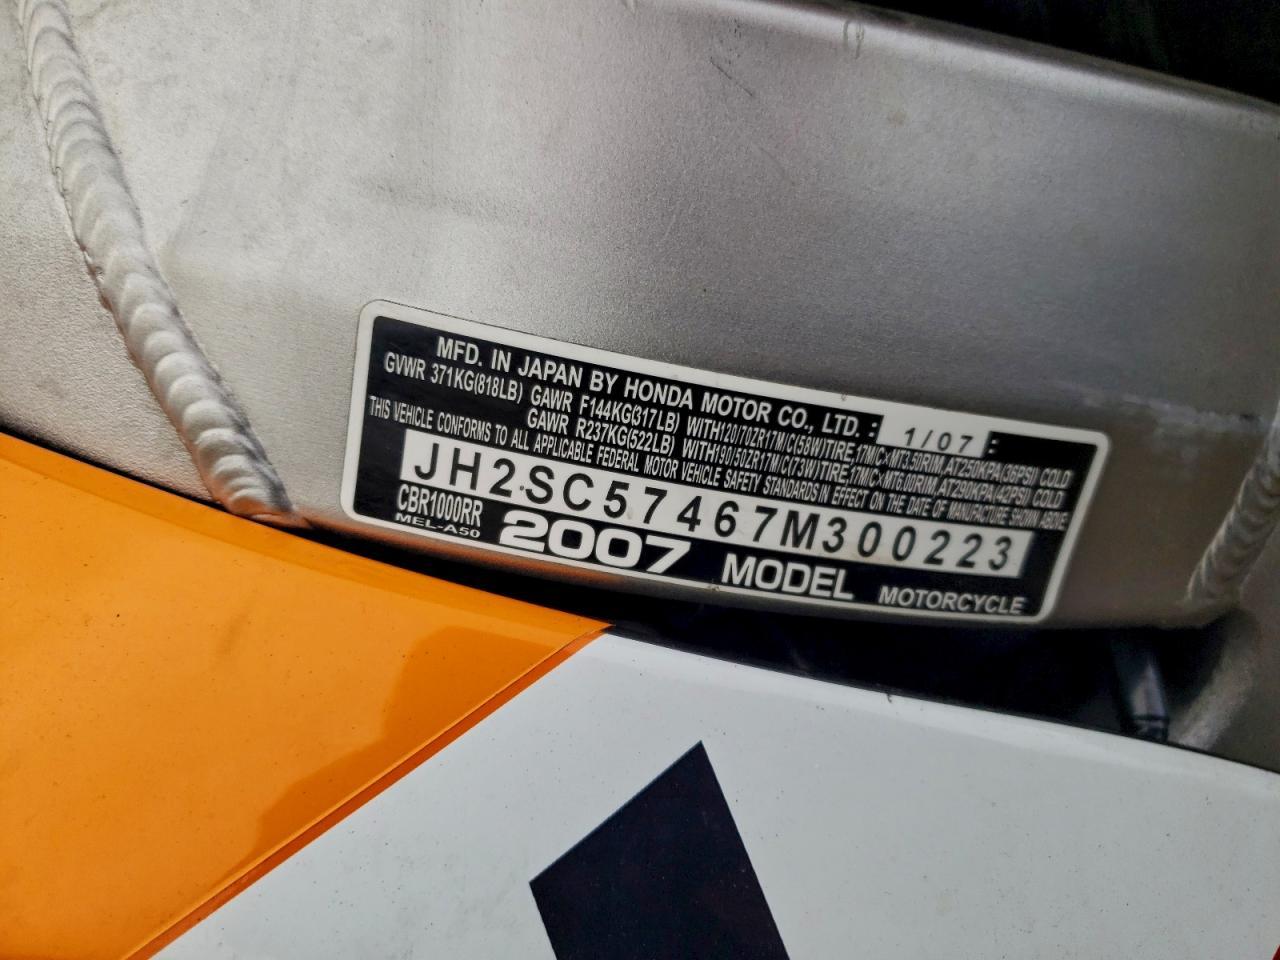 MFD. IN JAPAN BY HONDA MOTOR CO., LTD. : 1/07 :
GVWR 371KG(818LB) GAWR F144KG(317LB) WITH120/70ZR17M/C(58W)TIRE,17M/C×MT3.50RIM,AT250KPA(36PSI) COLD
GAWR R237KG(522LB) WITH190/50ZR17M/C(73W)TIRE,17M/C×MT6.00RIM,AT290KPA(42PSI) COLD
THIS VEHICLE CONFORMS TO ALL APPLICABLE FEDERAL MOTOR VEHICLE SAFETY STANDARDS IN EFFECT ON THE DATE OF MANUFACTURE SHOWN ABOVE
JH2SC57467M300223
CBR1000RR
MEL-A50
2007 MODEL MOTORCYCLE